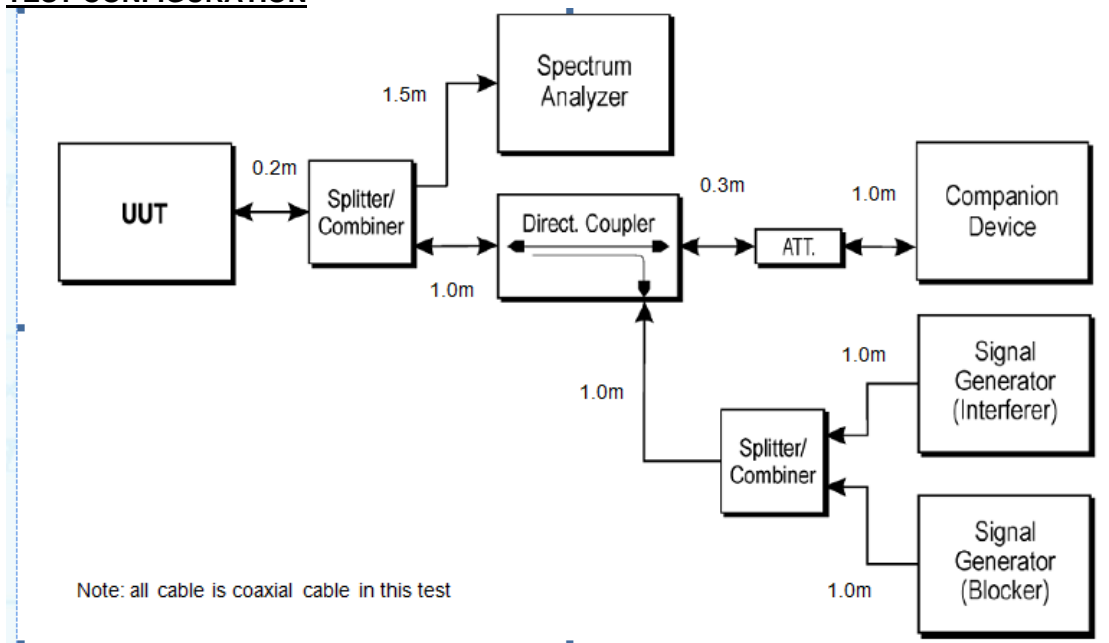 TEST CONFIGURATION
Spectrum
Analyzer
1.5m
UUT
0.2m
Splitter/
Combiner
1.0m
Direct. Coupler
0.3m
ATT.
1.0m
Companion
Device
1.0m
Splitter/
Combiner
1.0m
Signal
Generator
(Interferer)
1.0m
Signal
Generator
(Blocker)
Note: all cable is coaxial cable in this test